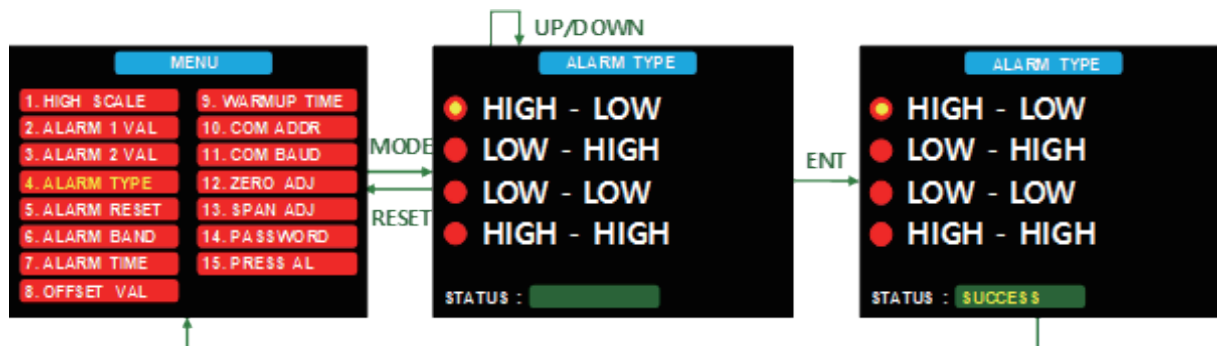 UP/DOWN
MENU
1. HIGH SCALE
2. ALARM 1 VAL
3. ALARM 2 VAL
4. ALARM TYPE
5. ALARM RESET
6. ALARM BAND
7. ALARM TIME
8. OFFSET VAL
9. WARMUP TIME
10. COM ADDR
11. COM BAUD
12. ZERO ADJ
13. SPAN ADJ
14. PASSWORD
15. PRESS AL
MODE
RESET
ALARM TYPE
HIGH - LOW
LOW - HIGH
LOW - LOW
HIGH - HIGH
STATUS :
ENT
ALARM TYPE
HIGH - LOW
LOW - HIGH
LOW - LOW
HIGH - HIGH
STATUS : SUCCESS